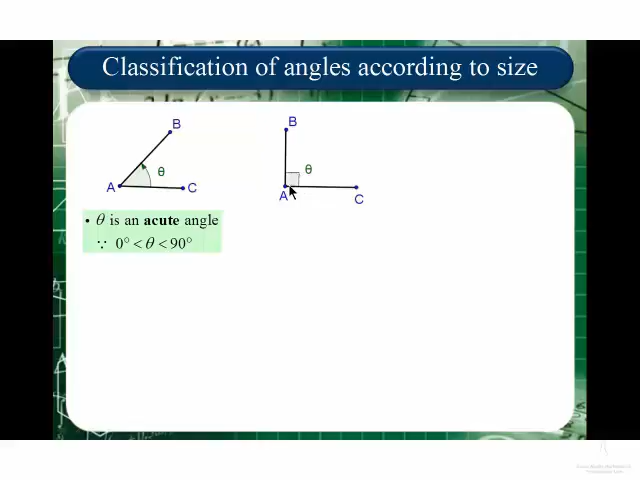 Classification of angles according to size
B
θ
A
C
B
θ
A
C
• θ is an acute angle
∵ 0° < θ < 90°